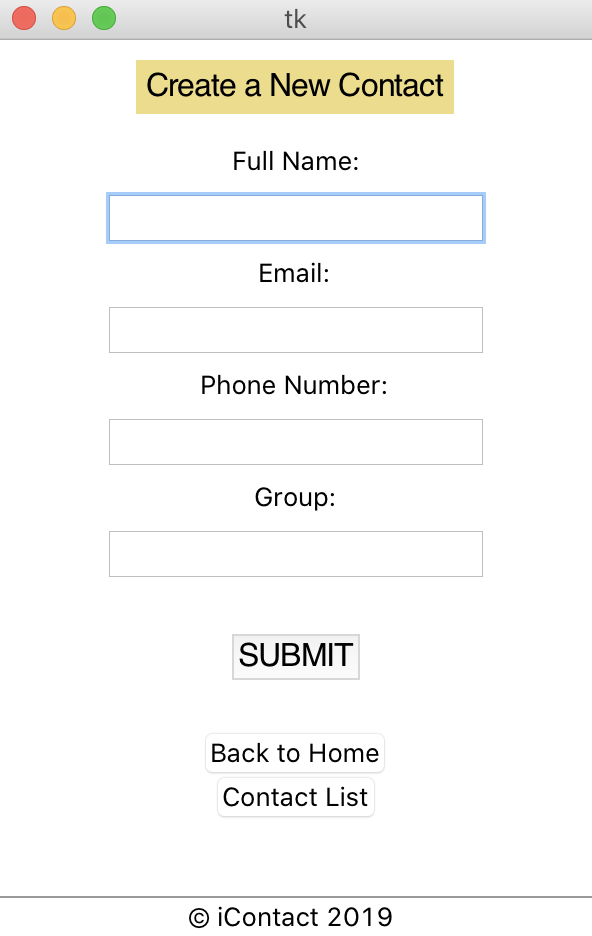 tk
Create a New Contact
Full Name:
Email:
Phone Number:
Group:
SUBMIT
Back to Home
Contact List
© iContact 2019